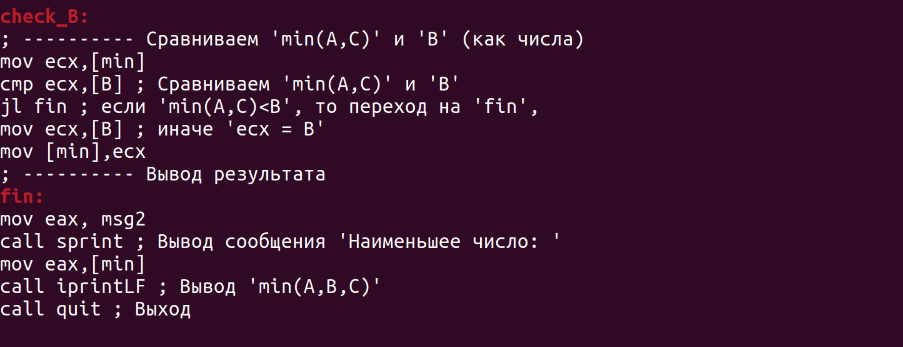 check_B:
; ---------- Сравниваем 'min(A,C)' и 'B' (как числа)
mov ecx,[min]
cmp ecx,[B] ; Сравниваем 'min(A,C)' и 'B'
jl fin ; если 'min(A,C)<B', то переход на 'fin',
mov ecx,[B] ; иначе 'ecx = B'
mov [min],ecx
; ---------- Вывод результата
fin:
mov eax, msg2
call sprint ; Вывод сообщения 'Наименьшее число: '
mov eax,[min]
call iprintLF ; Вывод 'min(A,B,C)'
call quit ; Выход